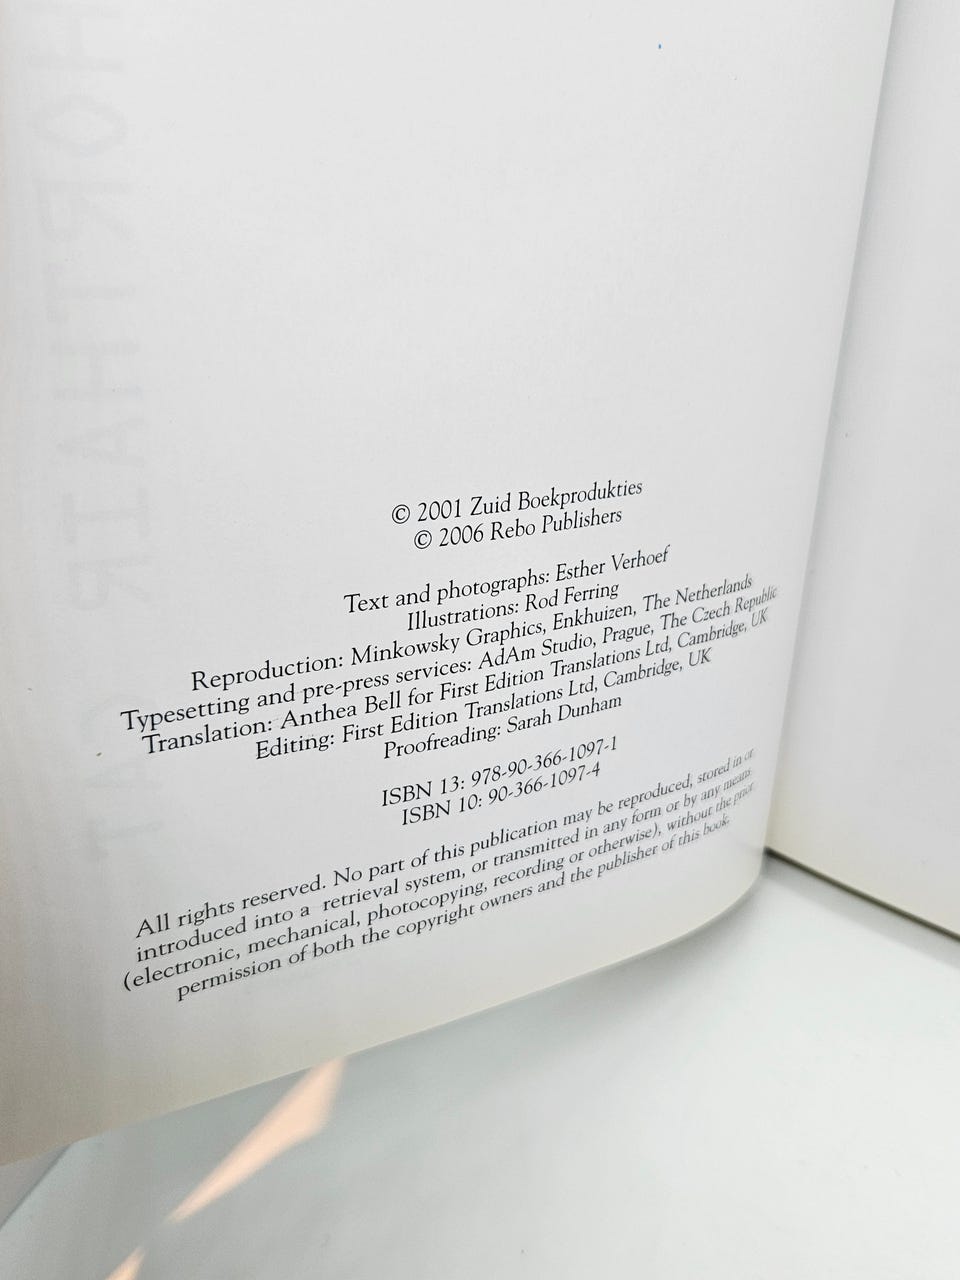 © 2001 Zuid Boekprodukties
© 2006 Rebo Publishers
Text and photographs: Esther Verhoef
Illustrations: Rod Ferring
Reproduction: Minkowsky Graphics, Enkhuizen, The Netherlands
Typesetting and pre-press services: AdAm Studio, Prague, The Czech Republic
Translation: Anthea Bell for First Edition Translations Ltd, Cambridge, UK
Editing: First Edition Translations Ltd, Cambridge, UK
Proofreading: Sarah Dunham
ISBN 13: 978-90-366-1097-1
ISBN 10: 90-366-1097-4
All rights reserved. No part of this publication may be reproduced, stored in or
introduced into a retrieval system, or transmitted in any form or by any means
(electronic, mechanical, photocopying, recording or otherwise), without the prior
permission of both the copyright owners and the publisher of this book.